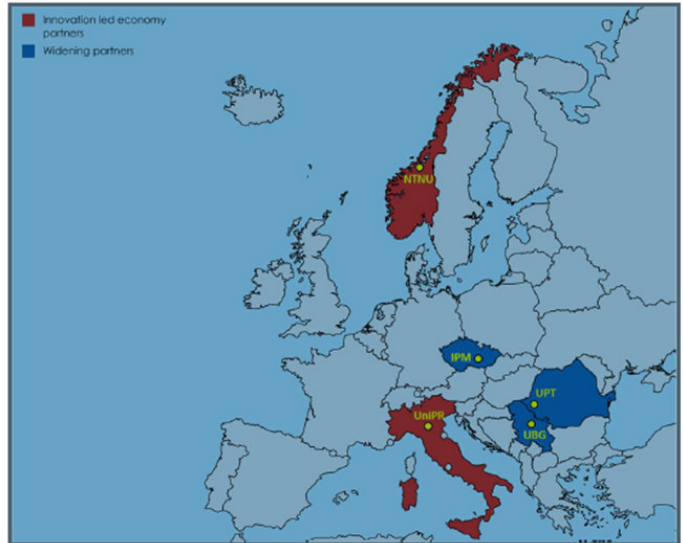 Innovation led economy
partners
Widening partners
NTNU
IPM
UPT
UniPR
UBG